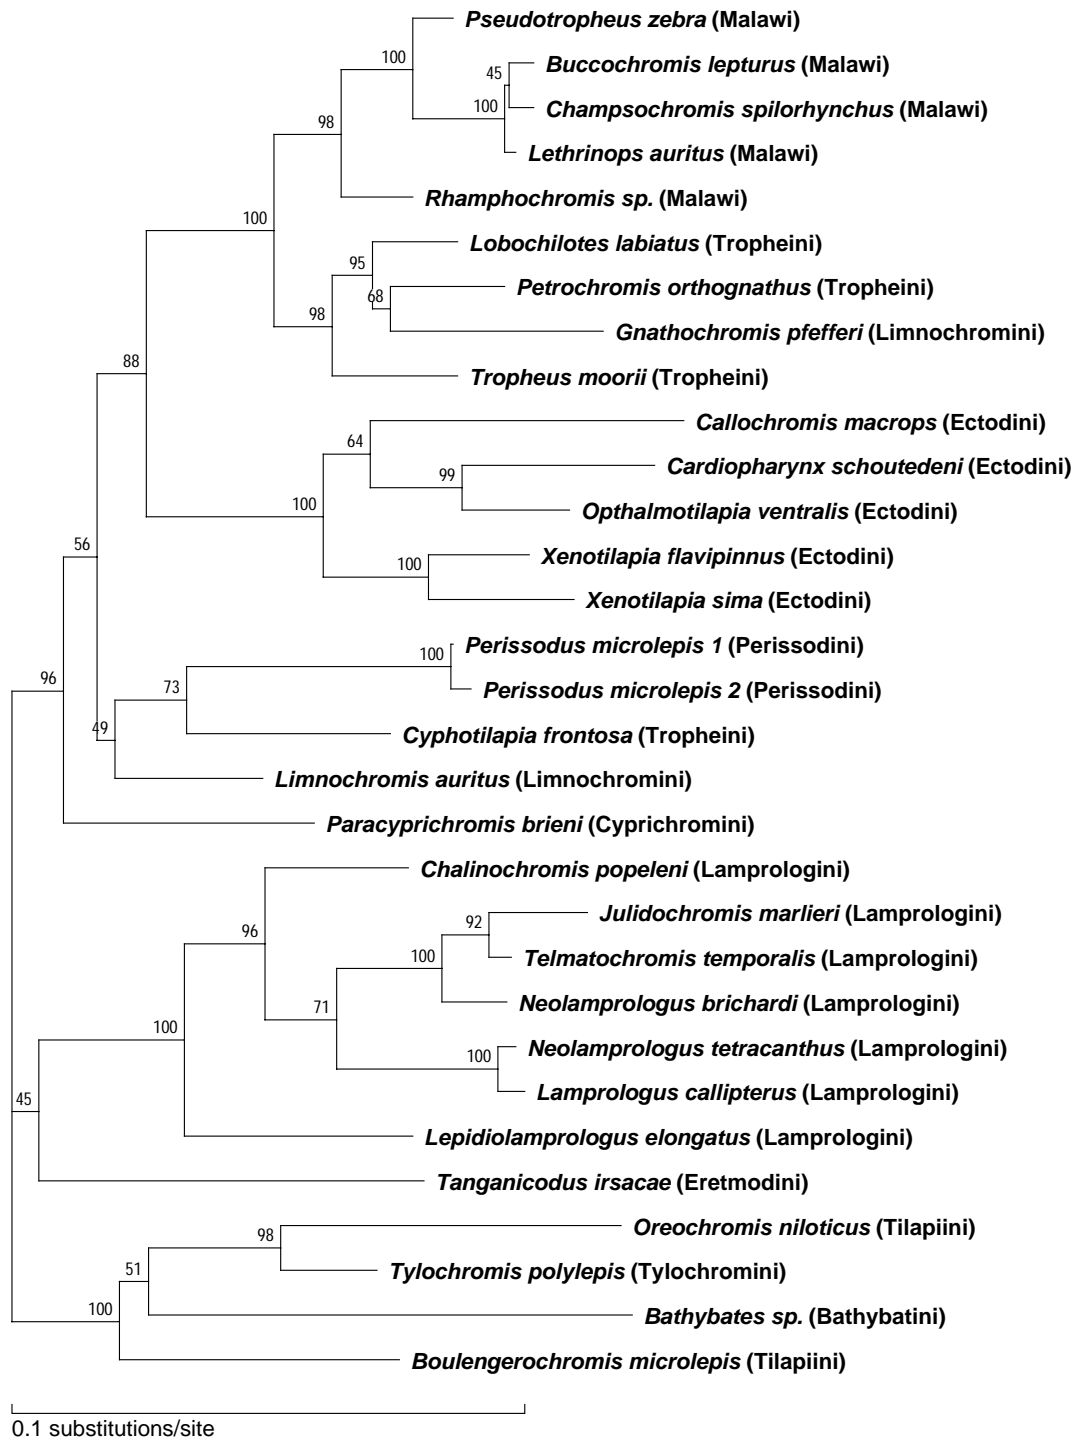 Pseudotropheus zebra (Malawi)
100
Buccochromis lepturus (Malawi)
45
100
Champsochromis spilorhynchus (Malawi)
98
Lethrinops auritus (Malawi)
Rhamphochromis sp. (Malawi)
100
Lobochilotes labiatus (Tropheini)
95
Petrochromis orthognathus (Tropheini)
68
98
Gnathochromis pfefferi (Limnochromini)
88
Tropheus moorii (Tropheini)
Callochromis macrops (Ectodini)
64
Cardiopharynx schoutedeni (Ectodini)
99
100
Opthalmotilapia ventralis (Ectodini)
56
Xenotilapia flavipinnus (Ectodini)
100
Xenotilapia sima (Ectodini)
Perissodus microlepis 1 (Perissodini)
100
96
73
Perissodus microlepis 2 (Perissodini)
49
Cyphotilapia frontosa (Tropheini)
Limnochromis auritus (Limnochromini)
Paracyprichromis brieni (Cyprichromini)
Chalinochromis popeleni (Lamprologini)
Julidochromis marlieri (Lamprologini)
92
96
100
Telmatochromis temporalis (Lamprologini)
71
Neolamprologus brichardi (Lamprologini)
100
Neolamprologus tetracanthus (Lamprologini)
100
Lamprologus callipterus (Lamprologini)
45
Lepidiolamprologus elongatus (Lamprologini)
Tanganicodus irsacae (Eretmodini)
Oreochromis niloticus (Tilapiini)
98
51
Tylochromis polylepis (Tylochromini)
100
Bathybates sp. (Bathybatini)
Boulengerochromis microlepis (Tilapiini)
0.1 substitutions/site